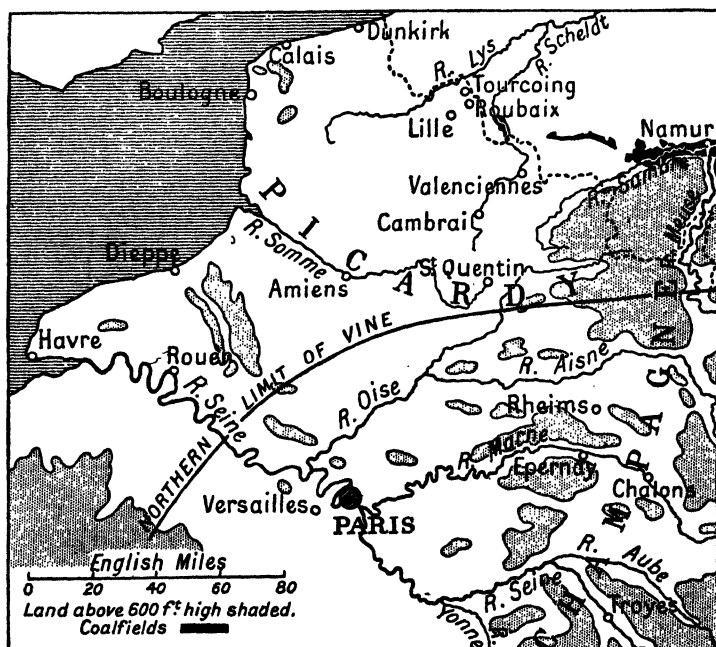 Dunkirk
Calais
R. Lys
R. Scheldt
Boulogne
Tourcoing
Roubaix
Lille
Namur
Valenciennes
R. Sambre
R. Meuse
Cambrai
PICARDY
Dieppe
R. Somme
Amiens
St Quentin
Havre
Rouen
R. Seine
NORTHERN LIMIT OF VINE
R. Oise
R. Aisne
Rheims
R. Marne
Epernay
Chalons
Versailles
PARIS
R. Aube
R. Seine
Troyes
Yonne
English Miles
0 20 40 80
Land above 600 ft. high shaded.
Coalfields